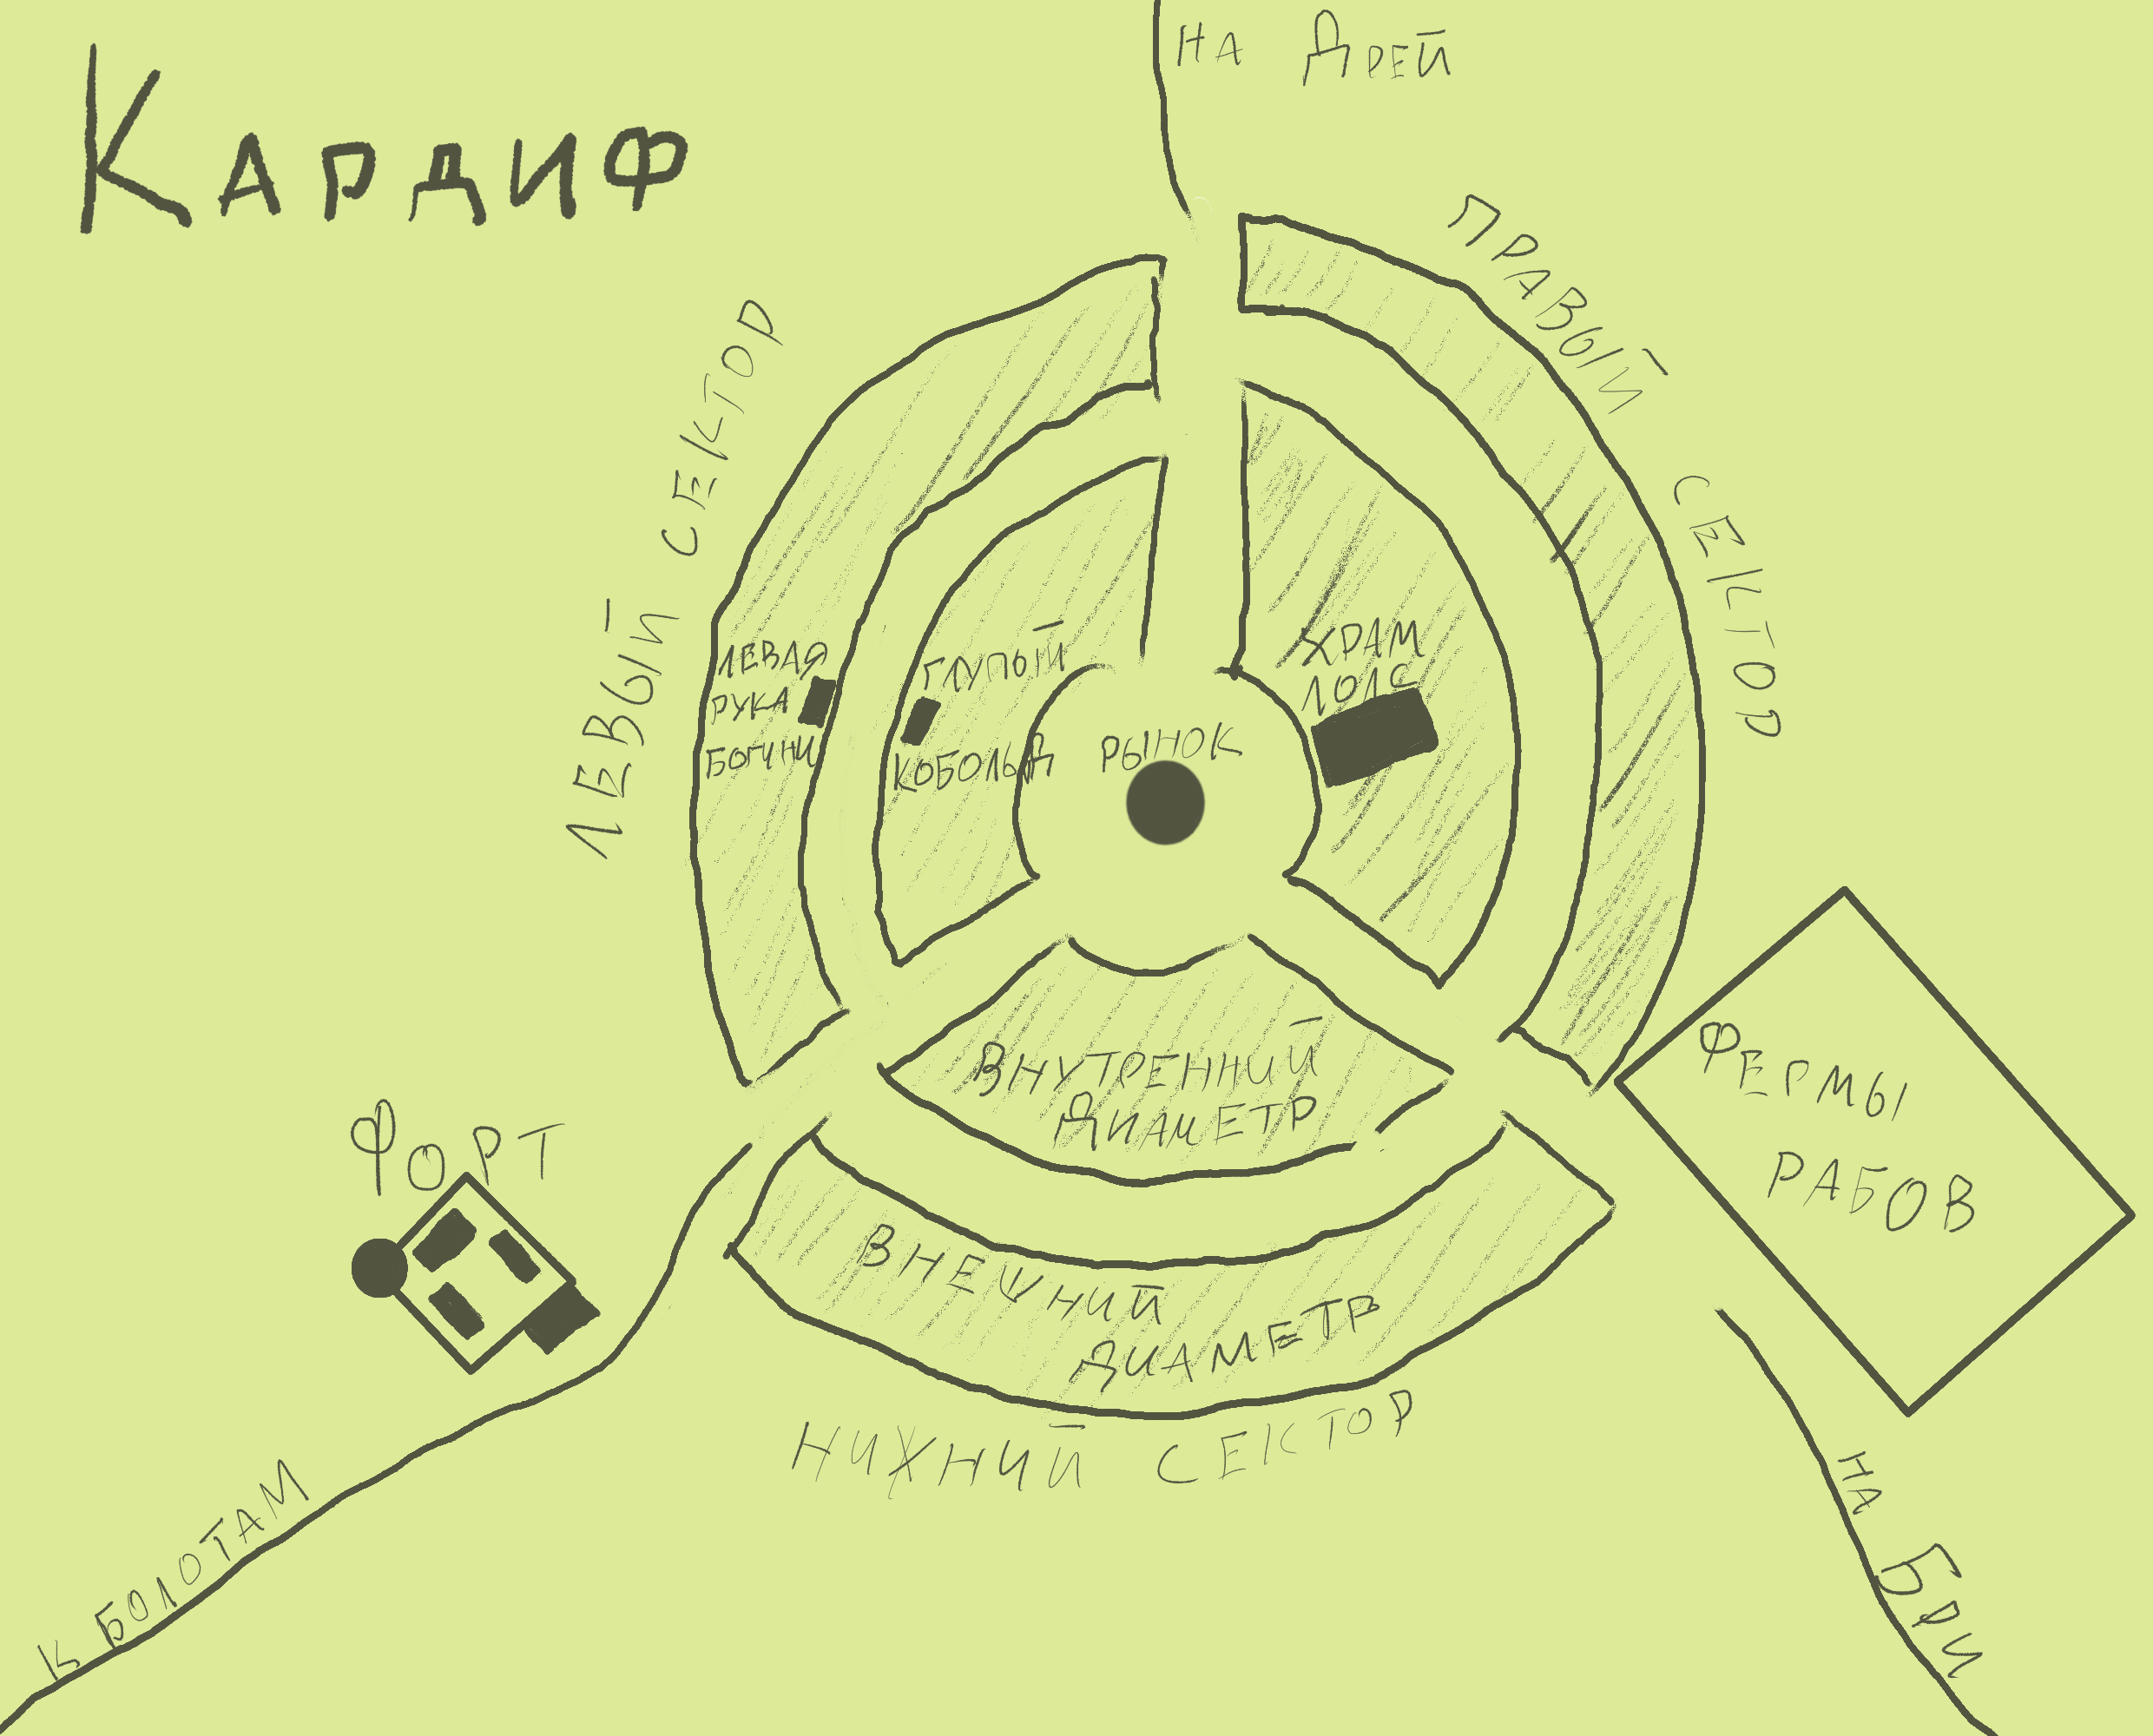 Кардиф
на Дрей
правый сектор
левый сектор
левая
рука
богини
глупый
кобольд
рынок
храм
лолс
внутренний
диаметр
внешний
диаметр
нижний сектор
Форт
Фермы
рабов
к болотам
на Бри